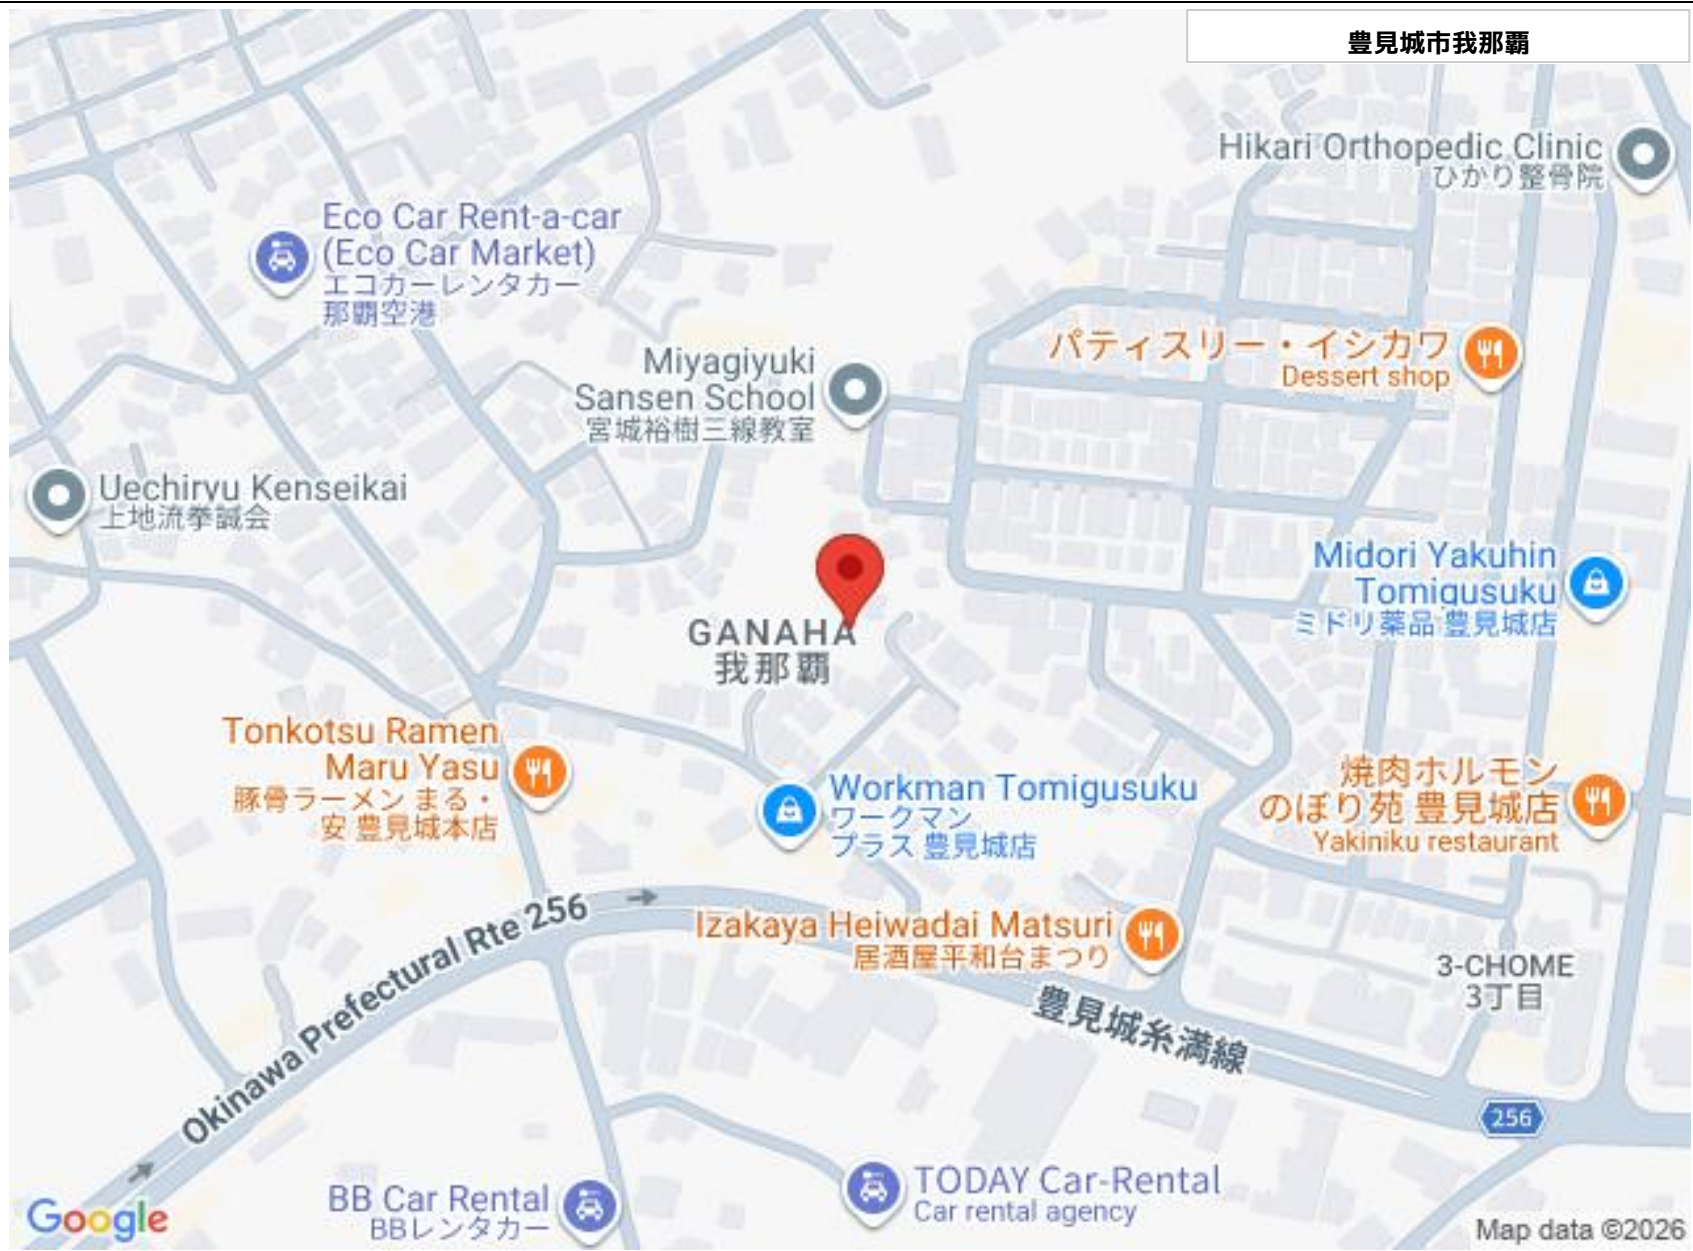 豊見城市我那覇
Hikari Orthopedic Clinic
ひかり整骨院
Eco Car Rent-a-car
(Eco Car Market)
エコカーレンタカー
那覇空港
パティスリー・イシカワ
Dessert shop
Miyagiyuki
Sansen School
宮城裕樹三線教室
Uechiryu Kenseikai
上地流拳誠会
Midori Yakuhin
Tomigusuku
ミドリ薬品 豊見城店
GANAHA
我那覇
Tonkotsu Ramen
Maru Yasu
豚骨ラーメン まる・
安 豊見城本店
Workman Tomigusuku
ワークマン
プラス 豊見城店
焼肉ホルモン
のぼり苑 豊見城店
Yakiniku restaurant
Okinawa Prefectural Rte 256
Izakaya Heiwadai Matsuri
居酒屋平和台まつり
3-CHOME
3丁目
豊見城糸満線
256
BB Car Rental
BBレンタカー
TODAY Car-Rental
Car rental agency
Google
Map data ©2026